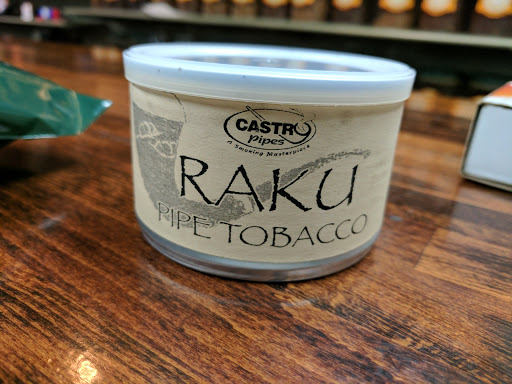 CASTRO
Pipes
A Smoking Masterpiece
RAKU
PIPE TOBACCO